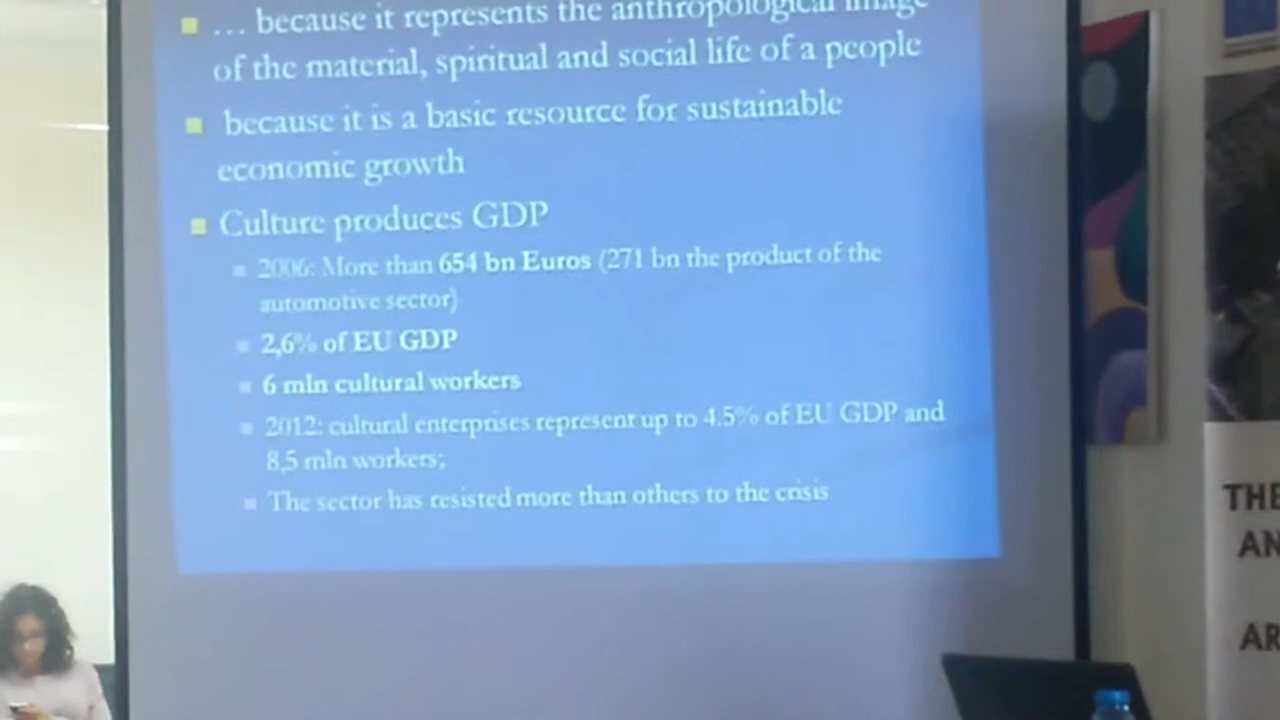 … because it represents the anthropological image
of the material, spiritual and social life of a people
because it is a basic resource for sustainable
economic growth
Culture produces GDP
2006: More than 654 bn Euros (271 bn the product of the
automotive sector)
2,6% of EU GDP
6 mln cultural workers
2012: cultural enterprises represent up to 4.5% of EU GDP and
8,5 mln workers;
The sector has resisted more than others to the crisis
THE
AN
AR